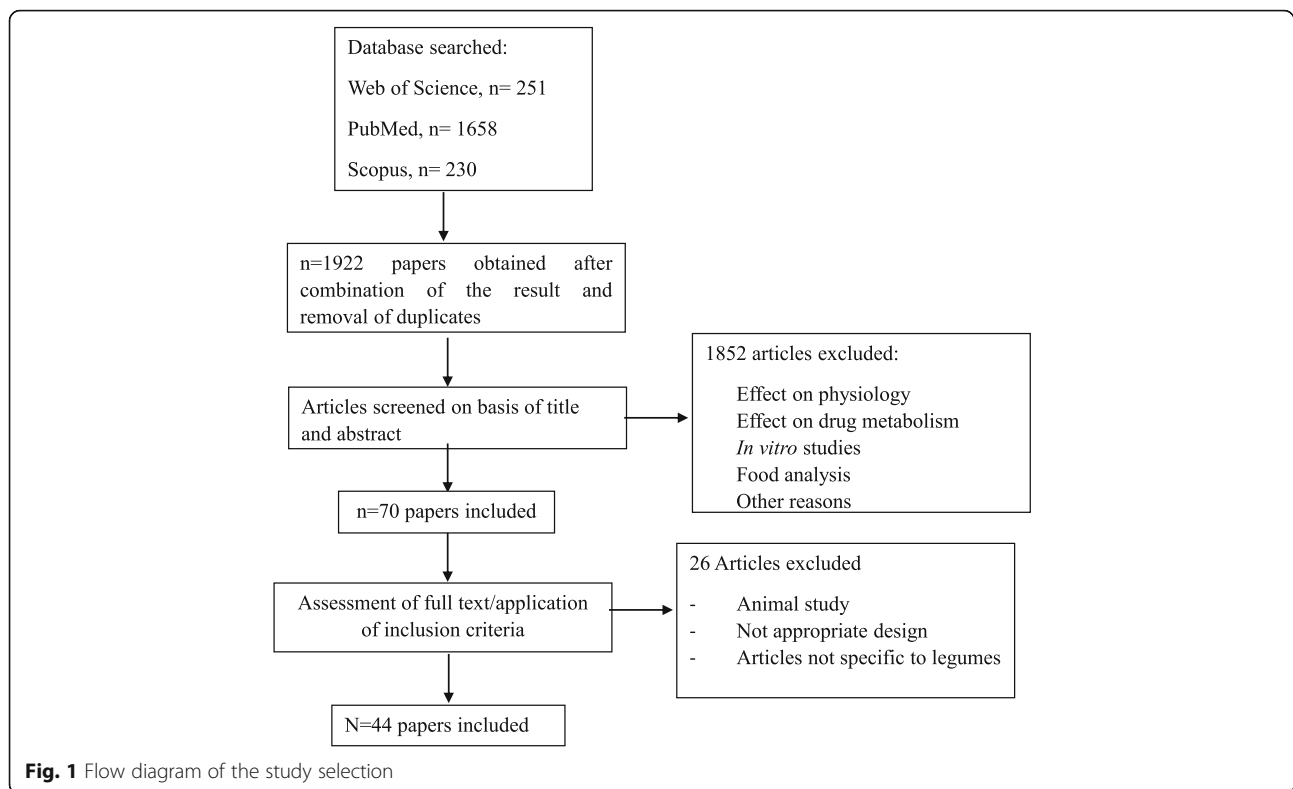 Database searched:
Web of Science, n= 251
PubMed, n= 1658
Scopus, n= 230
n=1922 papers obtained after
combination of the result and
removal of duplicates
1852 articles excluded:
Effect on physiology
Effect on drug metabolism
In vitro studies
Food analysis
Other reasons
Articles screened on basis of title
and abstract
n=70 papers included
26 Articles excluded
- Animal study
- Not appropriate design
- Articles not specific to legumes
Assessment of full text/application
of inclusion criteria
N=44 papers included
Fig. 1 Flow diagram of the study selection